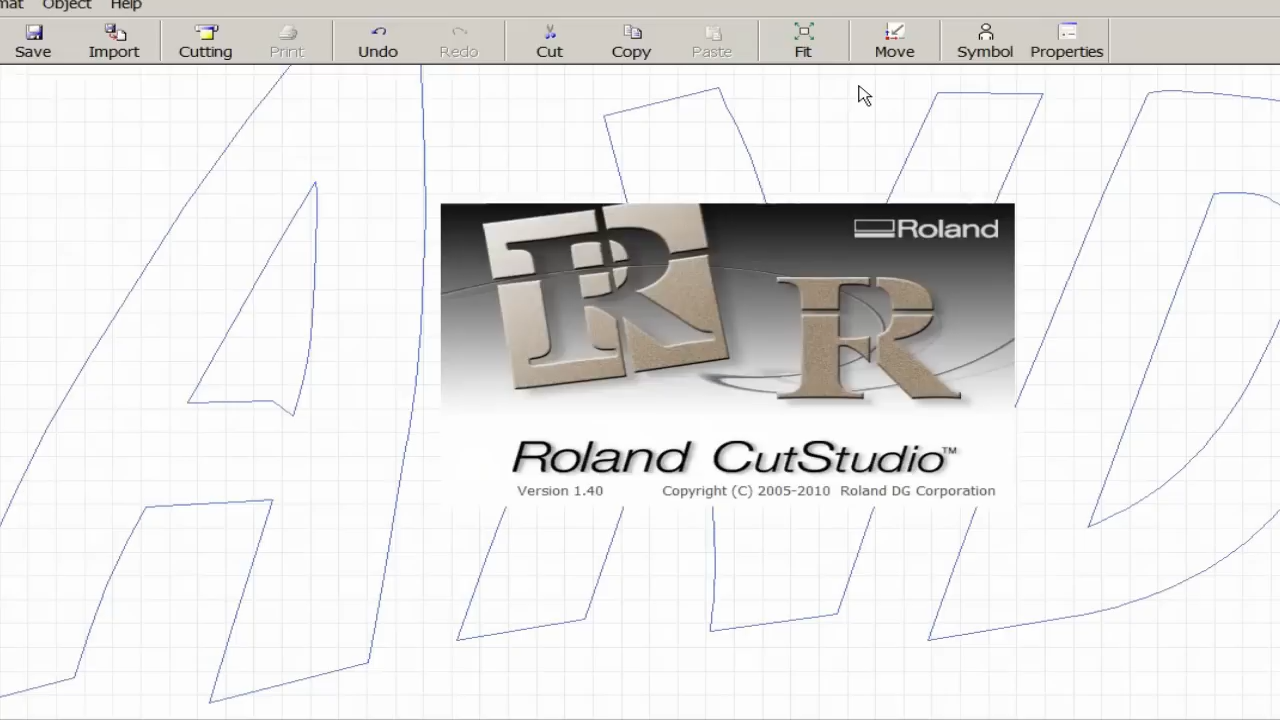 mat Object Help
Save Import Cutting Print Undo Redo Cut Copy Paste Fit Move Symbol Properties
Roland
R R
Roland CutStudio™
Version 1.40 Copyright (C) 2005-2010 Roland DG Corporation